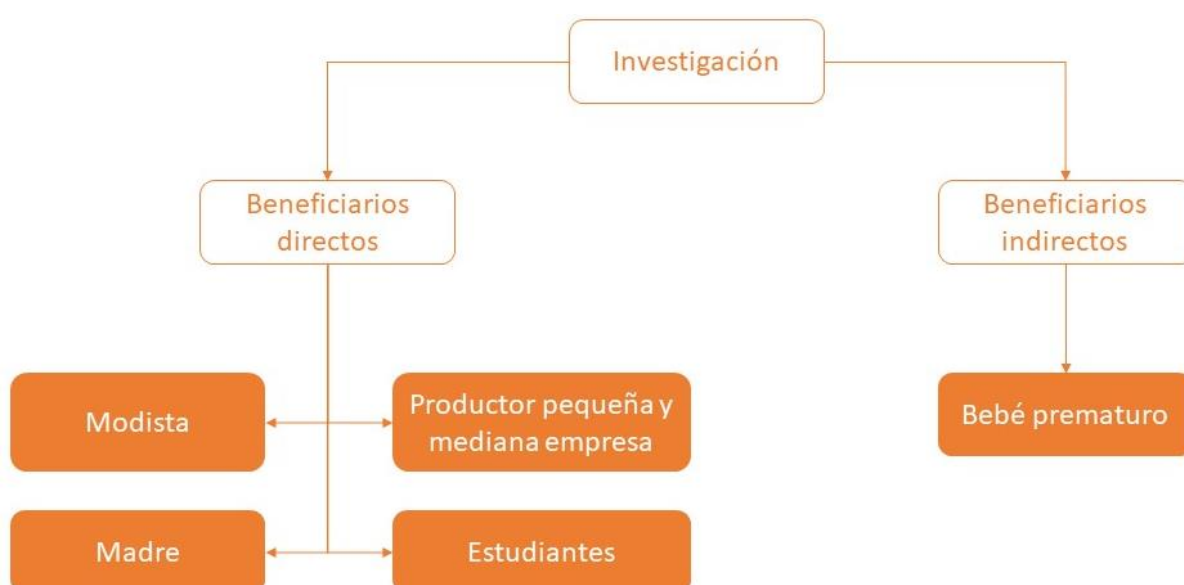 Investigación
Beneficiarios
directos
Beneficiarios
indirectos
Modista
Productor pequeña y
mediana empresa
Bebé prematuro
Madre
Estudiantes